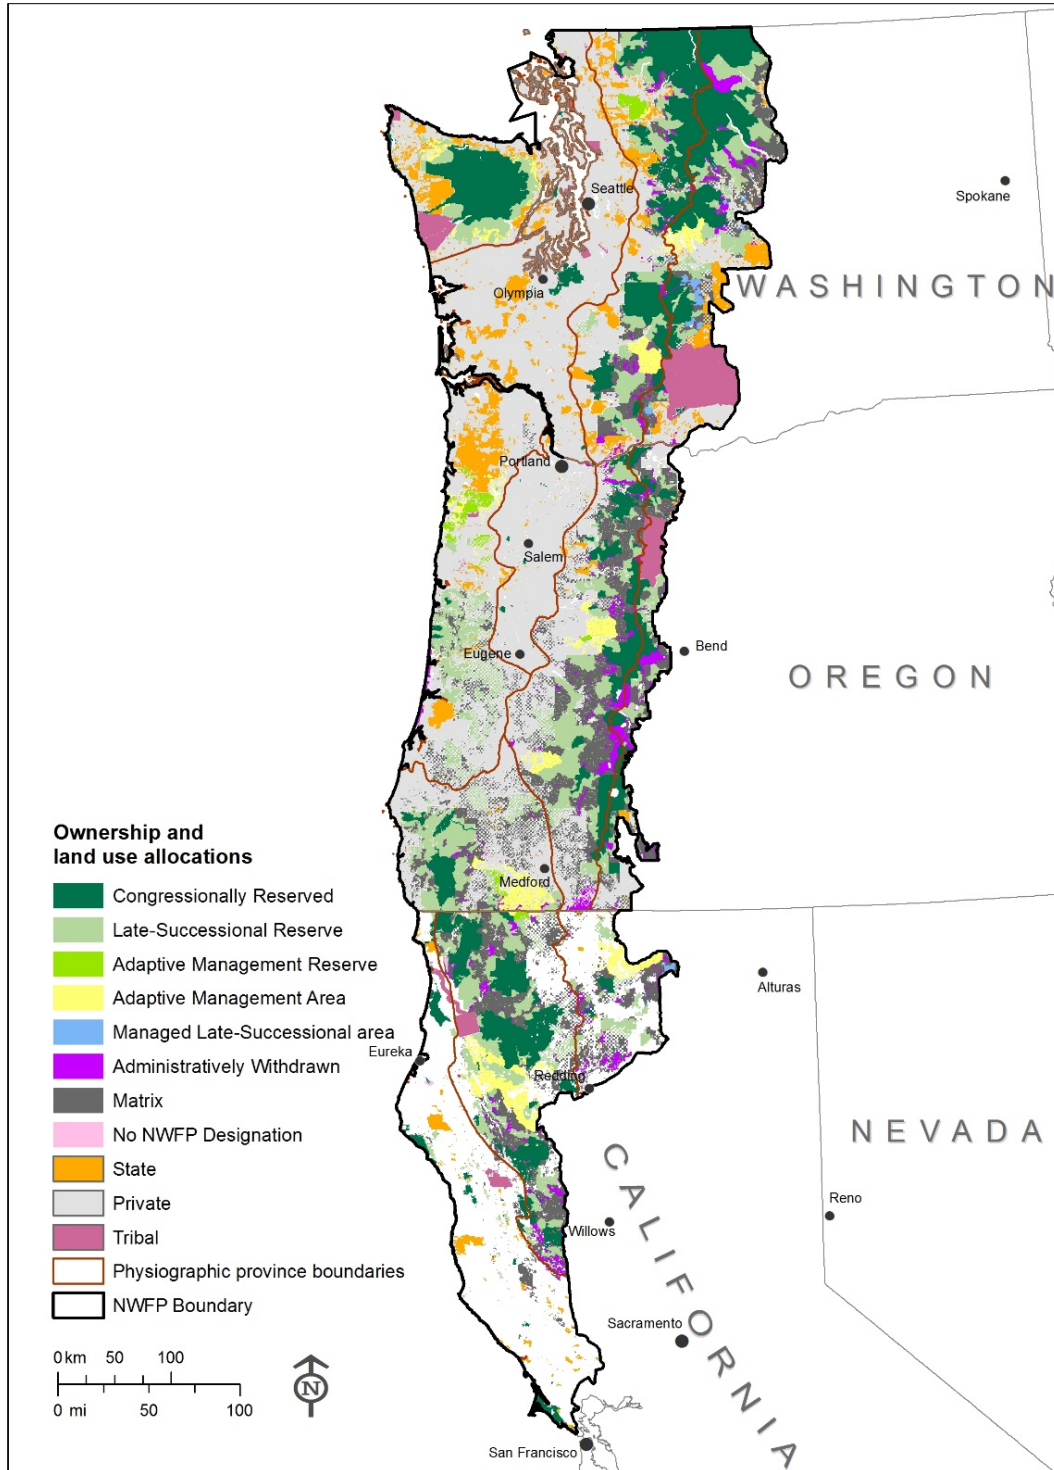 Seattle
Spokane
Olympia
WASHINGTON
Portland
Salem
Eugene
Bend
OREGON
Medford
Ownership and
land use allocations
Congressionally Reserved
Late-Successional Reserve
Adaptive Management Reserve
Adaptive Management Area
Managed Late-Successional area
Administratively Withdrawn
Matrix
No NWFP Designation
State
Private
Tribal
Physiographic province boundaries
NWFP Boundary
0 km 50 100
0 mi 50 100
N
Alturas
Eureka
Redding
NEVADA
CALIFORNIA
Reno
Willows
Sacramento
San Francisco